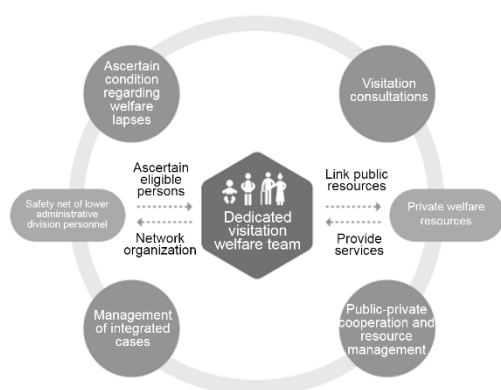 Ascertain
condition
regarding
welfare
lapses
Visitation
consultations
Ascertain
eligible
persons
Link public
resources
Safety net of lower
administrative
division personnel
Dedicated
visitation
welfare team
Private welfare
resources
Network
organization
Provide
services
Management
of integrated
cases
Public-private
cooperation and
resource
management